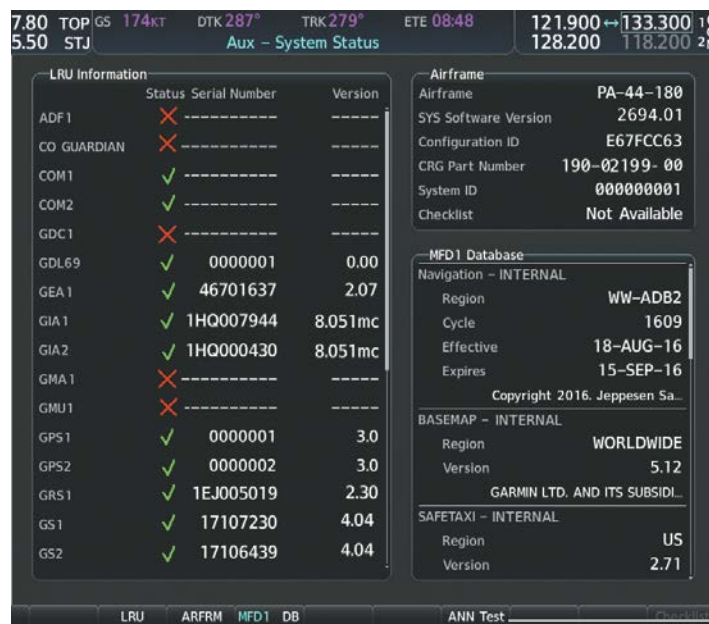 7.80 TOP GS 174KT DTK 287° TRK 279° ETE 08:48 121.900 ↔ 133.300
5.50 STJ Aux – System Status 128.200 118.200
LRU Information
Status Serial Number Version
ADF1 ---------- -----
CO GUARDIAN ---------- -----
COM1 ---------- -----
COM2 ---------- -----
GDC1 ---------- -----
GDL69 0000001 0.00
GEA1 46701637 2.07
GIA1 1HQ007944 8.051mc
GIA2 1HQ000430 8.051mc
GMA1 ---------- -----
GMU1 ---------- -----
GPS1 0000001 3.0
GPS2 0000002 3.0
GRS1 1EJ005019 2.30
GS1 17107230 4.04
GS2 17106439 4.04
Airframe
Airframe PA-44-180
SYS Software Version 2694.01
Configuration ID E67FCC63
CRG Part Number 190-02199- 00
System ID 000000001
Checklist Not Available
MFD1 Database
Navigation – INTERNAL
Region WW-ADB2
Cycle 1609
Effective 18-AUG-16
Expires 15-SEP-16
Copyright 2016. Jeppesen Sa...
BASEMAP – INTERNAL
Region WORLDWIDE
Version 5.12
GARMIN LTD. AND ITS SUBSIDI...
SAFETAXI – INTERNAL
Region US
Version 2.71
LRU ARFRM MFD1 DB ANN Test Checklist